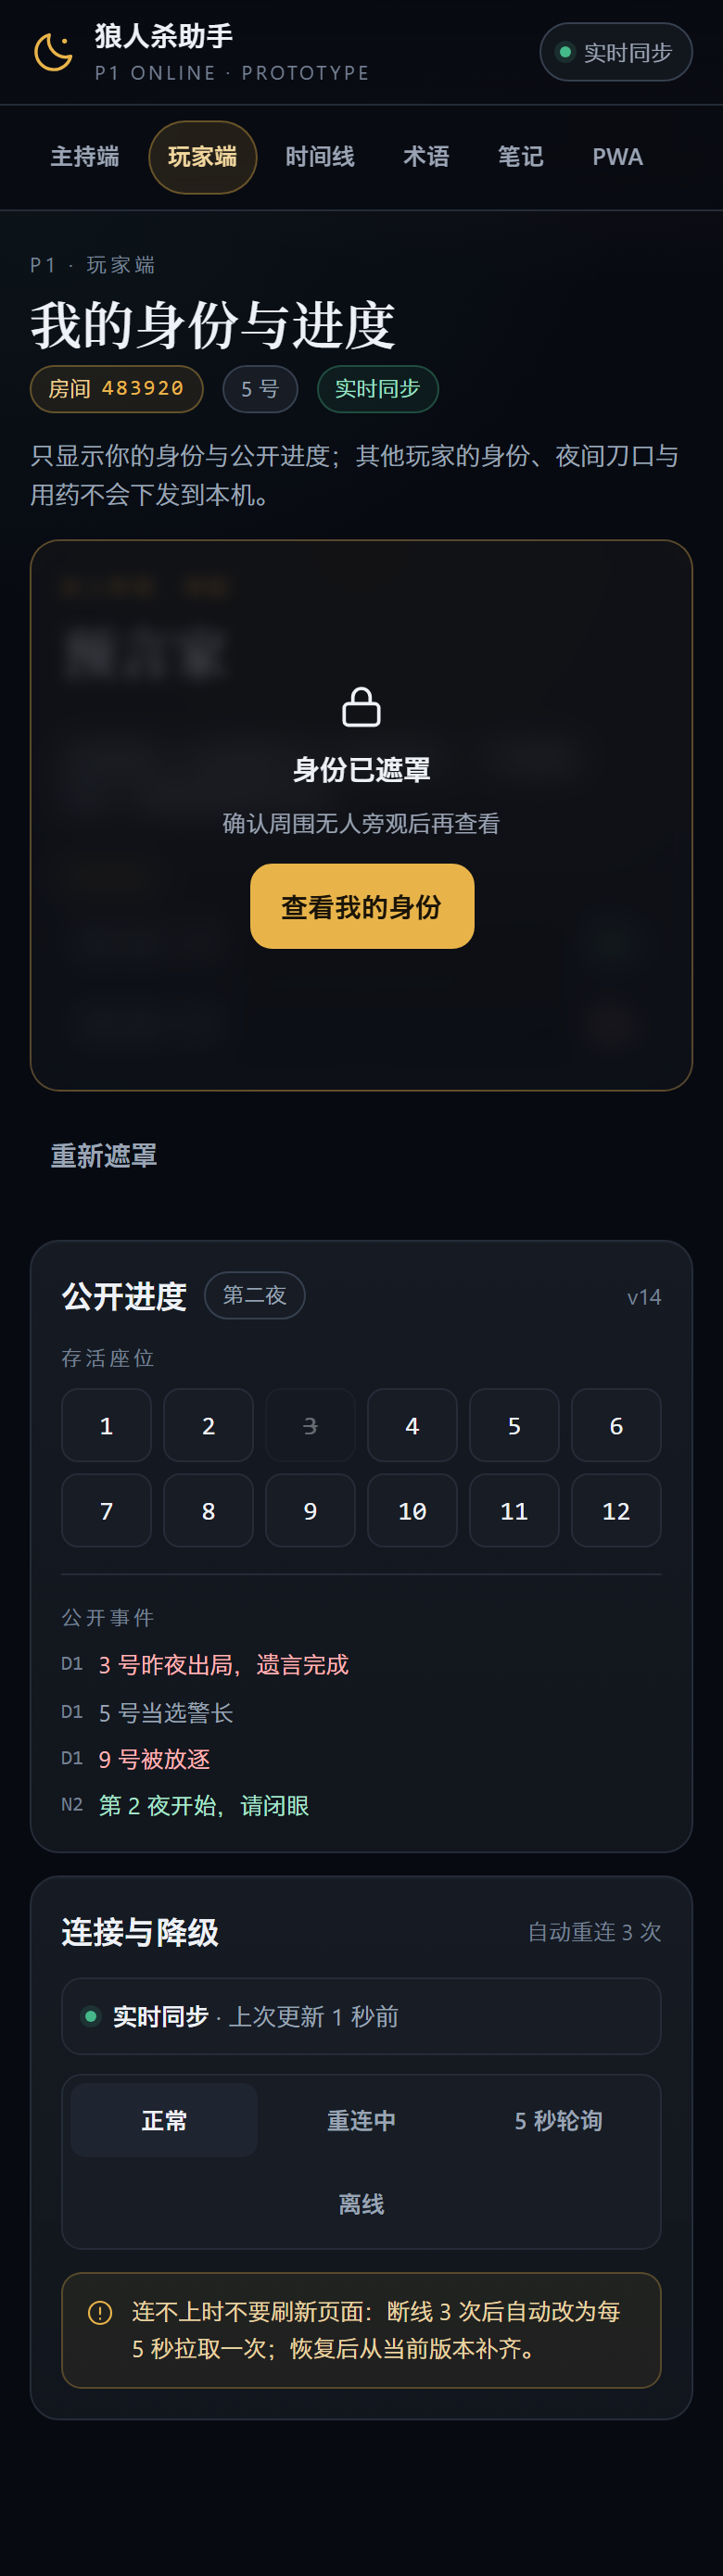 狼人杀助手
P1 ONLINE · PROTOTYPE
实时同步
主持端 玩家端 时间线 术语 笔记 PWA
P1 · 玩家端
我的身份与进度
房间 483920 5 号 实时同步
只显示你的身份与公开进度；其他玩家的身份、夜间刀口与
用药不会下发到本机。
身份已遮罩
确认周围无人旁观后再查看
查看我的身份
重新遮罩
公开进度 第二夜 v14
存活座位
1 2 3 4 5 6
7 8 9 10 11 12
公开事件
D1 3 号昨夜出局，遗言完成
D1 5 号当选警长
D1 9 号被放逐
N2 第 2 夜开始，请闭眼
连接与降级 自动重连 3 次
实时同步 · 上次更新 1 秒前
正常 重连中 5 秒轮询
离线
连不上时不要刷新页面：断线 3 次后自动改为每
5 秒拉取一次；恢复后从当前版本补齐。